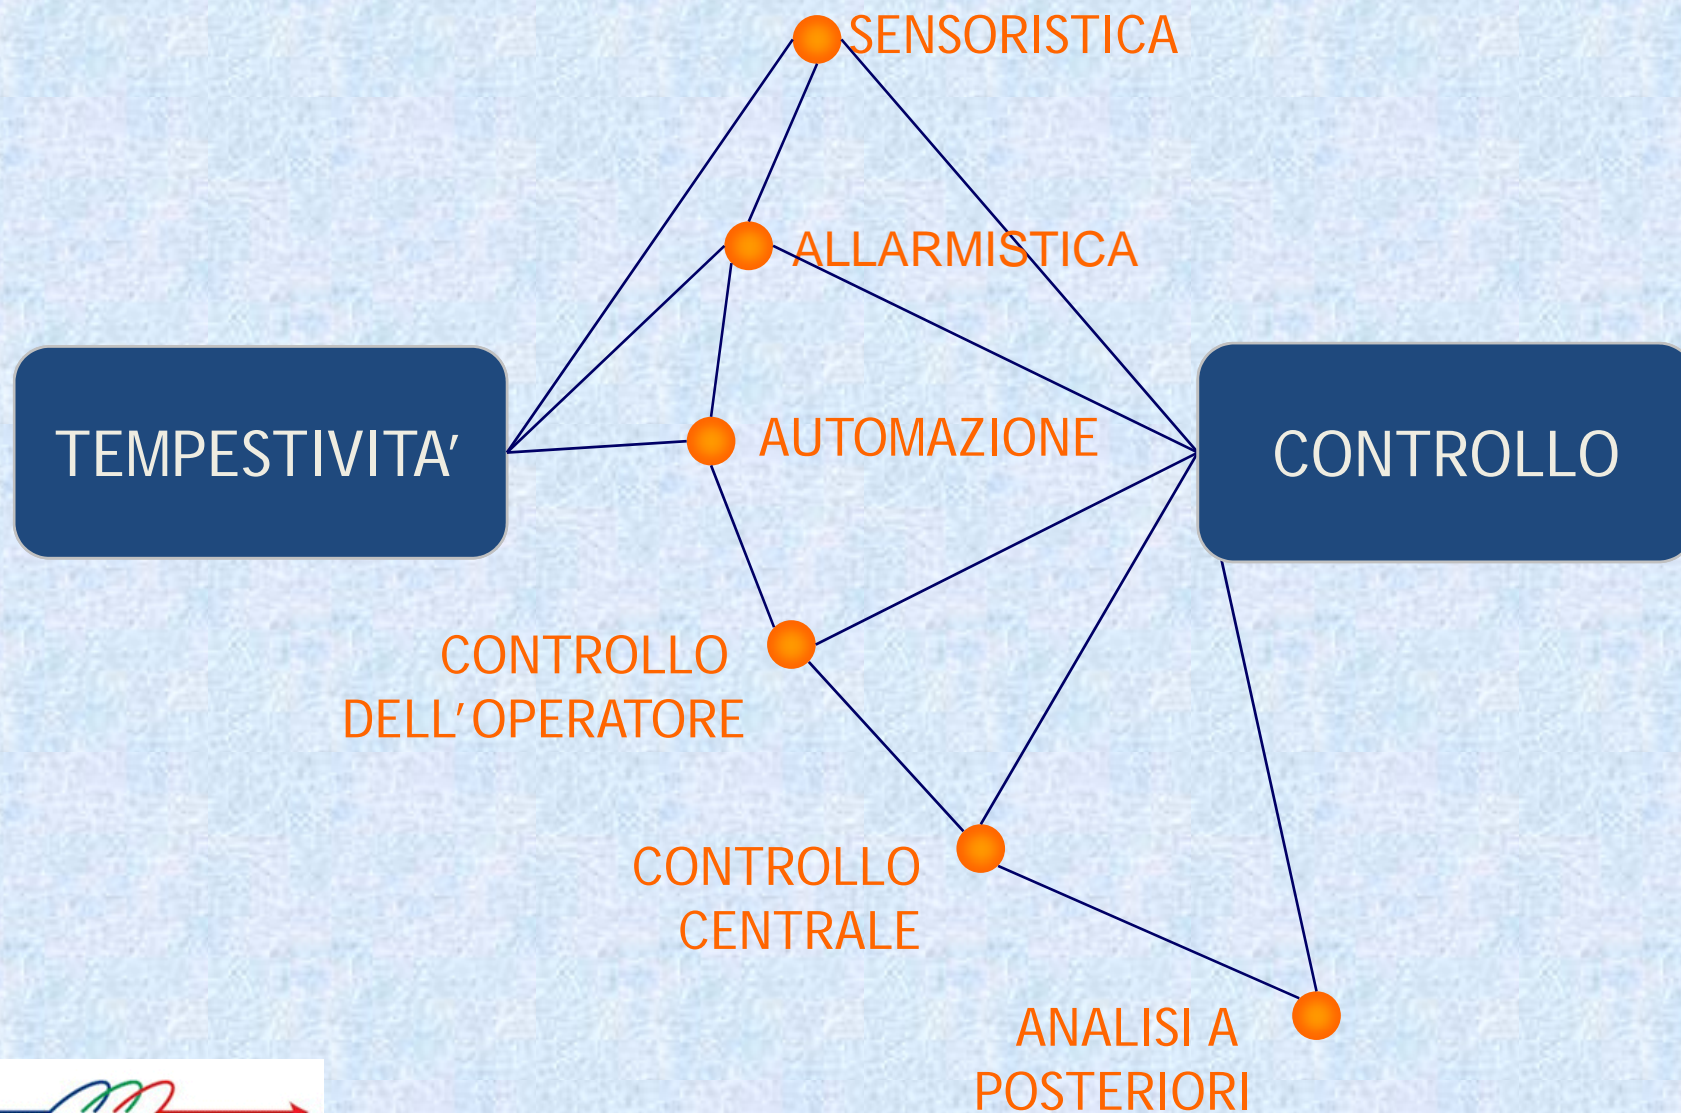 SENSORISTICA
ALLARMISTICA
AUTOMAZIONE
TEMPESTIVITA'
CONTROLLO
CONTROLLO
DELL'OPERATORE
CONTROLLO
CENTRALE
ANALISI A
POSTERIORI